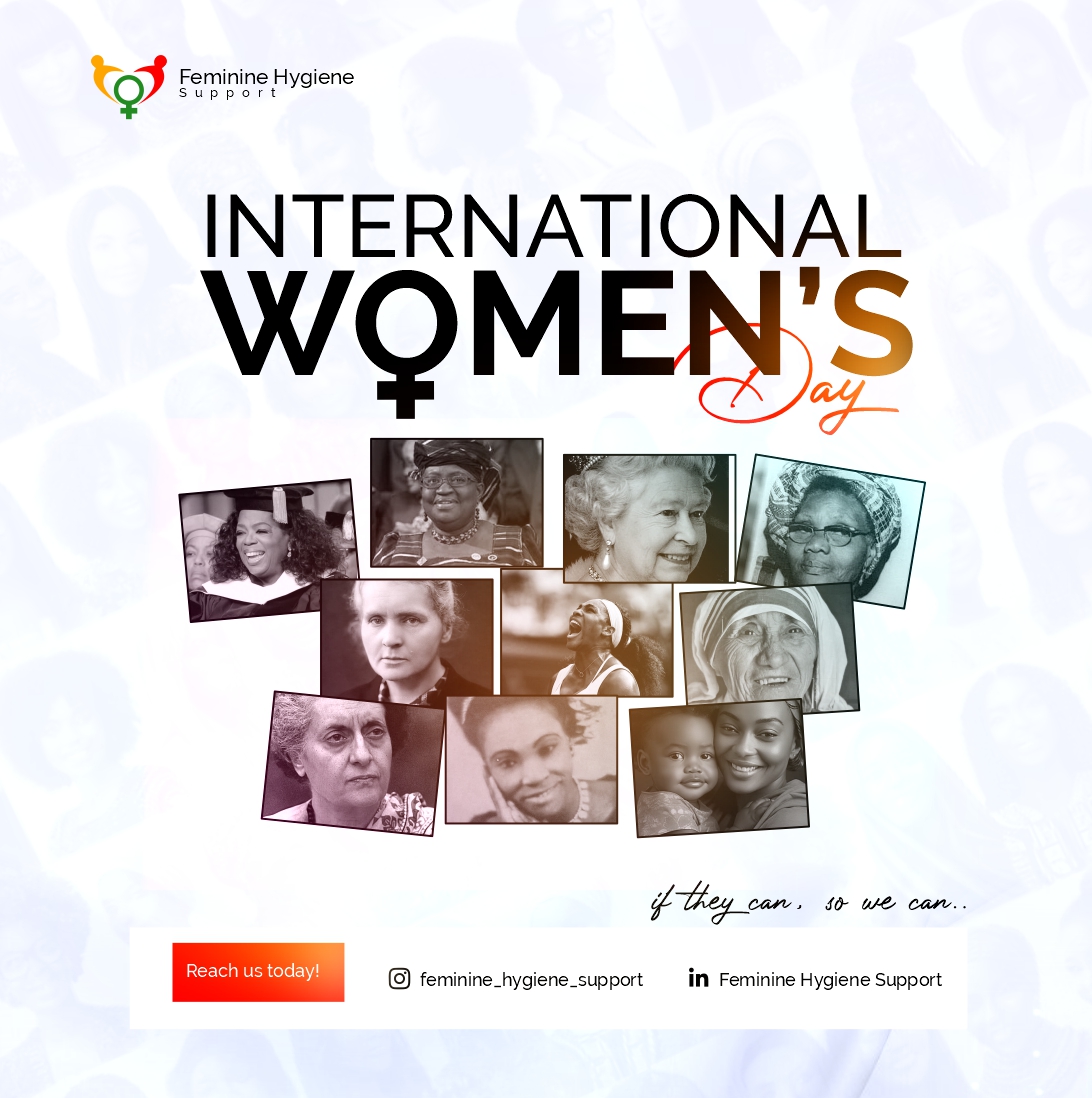 Feminine Hygiene
Support
INTERNATIONAL
WOMEN'S
Day
if they can, so we can..
Reach us today!
feminine_hygiene_support
in Feminine Hygiene Support